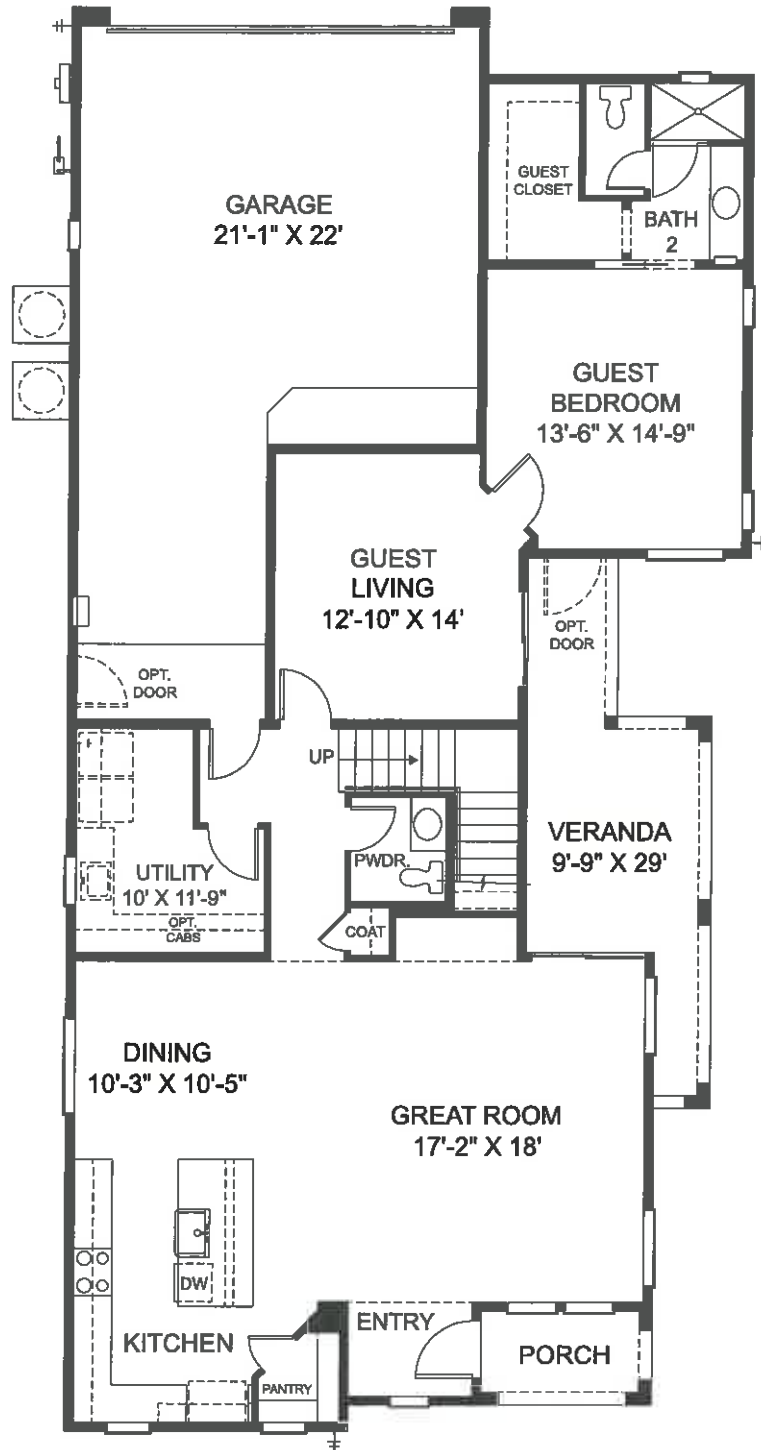 GARAGE
21'-1" X 22'
GUEST
CLOSET
BATH
2
GUEST
BEDROOM
13'-6" X 14'-9"
GUEST
LIVING
12'-10" X 14'
OPT.
DOOR
OPT.
DOOR
UP
UTILITY
10' X 11'-9"
OPT.
CABS
PWDR.
COAT
VERANDA
9'-9" X 29'
DINING
10'-3" X 10'-5"
GREAT ROOM
17'-2" X 18'
DW
KITCHEN
PANTRY
ENTRY
PORCH